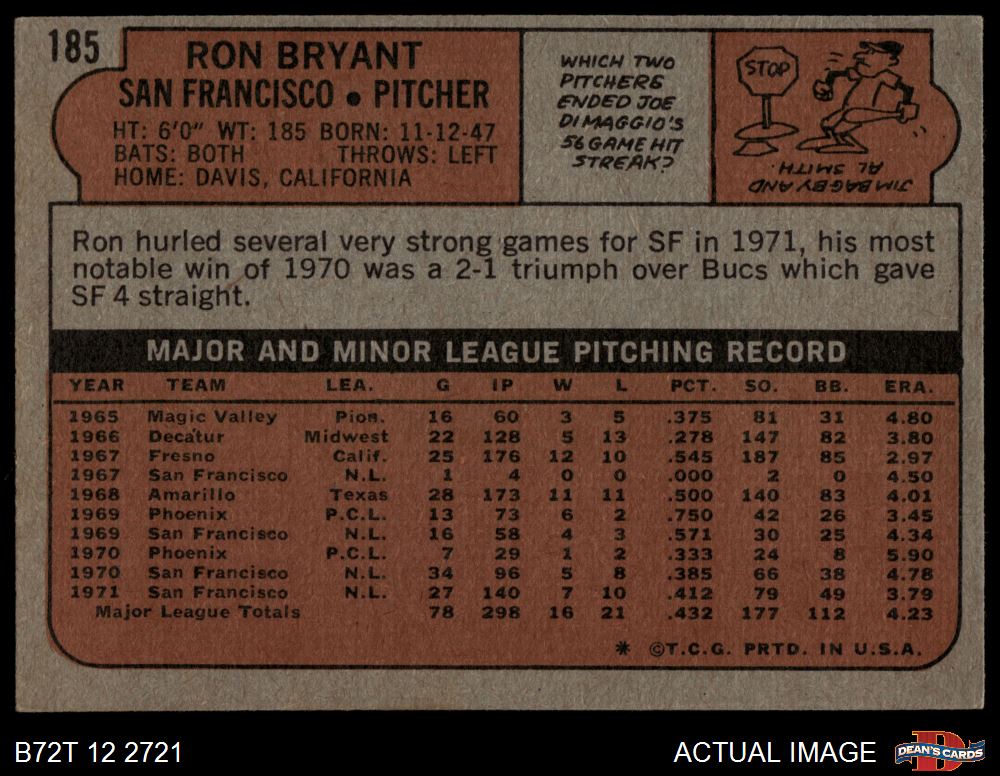 185
RON BRYANT
SAN FRANCISCO • PITCHER
HT: 6'0" WT: 185 BORN: 11-12-47
BATS: BOTH THROWS: LEFT
HOME: DAVIS, CALIFORNIA
WHICH TWO
PITCHERS
ENDED JOE
DIMAGGIO'S
56 GAME HIT
STREAK?
STOP
JIM BAGBY AND
AL SMITH.
Ron hurled several very strong games for SF in 1971, his most
notable win of 1970 was a 2-1 triumph over Bucs which gave
SF 4 straight.
MAJOR AND MINOR LEAGUE PITCHING RECORD
YEAR TEAM LEA. G IP W L PCT. SO. BB. ERA.
1965 Magic Valley Pion. 16 60 3 5 .375 81 31 4.80
1966 Decatur Midwest 22 128 5 13 .278 147 82 3.80
1967 Fresno Calif. 25 176 12 10 .545 187 85 2.97
1967 San Francisco N.L. 1 4 0 0 .000 2 0 4.50
1968 Amarillo Texas 28 173 11 11 .500 140 83 4.01
1969 Phoenix P.C.L. 13 73 6 2 .750 42 26 3.45
1969 San Francisco N.L. 16 58 4 3 .571 30 25 4.34
1970 Phoenix P.C.L. 7 29 1 2 .333 24 8 5.90
1970 San Francisco N.L. 34 96 5 8 .385 66 38 4.78
1971 San Francisco N.L. 27 140 7 10 .412 79 49 3.79
Major League Totals 78 298 16 21 .432 177 112 4.23
* ©T.C.G. PRTD. IN U.S.A.
B72T 12 2721
ACTUAL IMAGE
D
DEAN'S CARDS